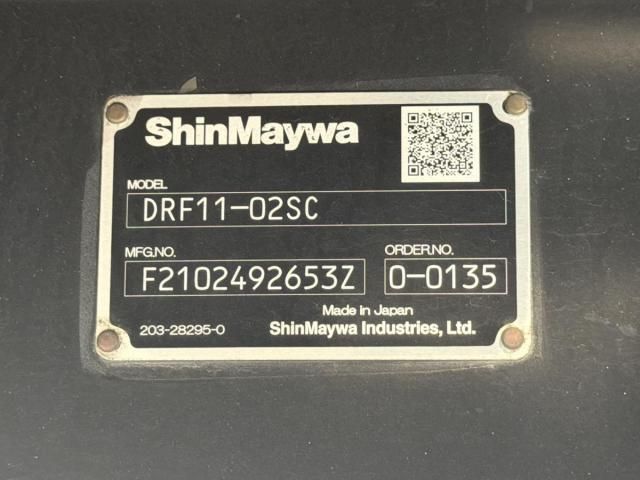 ShinMaywa
MODEL
DRF11-02SC
MFG.NO.
ORDER.NO.
F2102492653Z
0-0135
Made in Japan
203-28295-0
ShinMaywa Industries, Ltd.